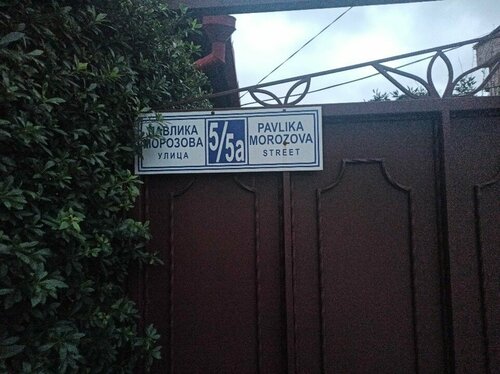 ПАВЛИКА
МОРОЗОВА
УЛИЦА
5/5а
PAVLIKA
MOROZOVA
STREET